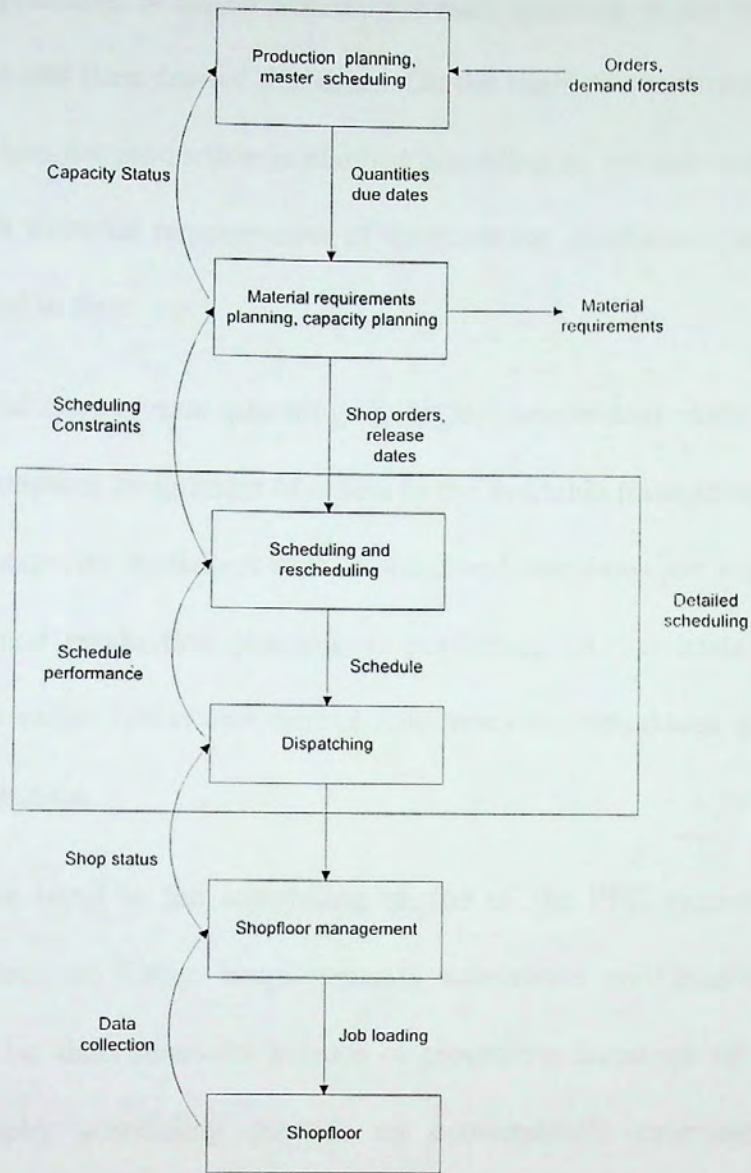 Production planning,
master scheduling
Orders,
demand forcasts
Capacity Status
Quantities
due dates
Material requirements
planning, capacity planning
Material
requirements
Scheduling
Constraints
Shop orders,
release
dates
Scheduling and
rescheduling
Detailed
scheduling
Schedule
performance
Schedule
Dispatching
Shop status
Shopfloor management
Data
collection
Job loading
Shopfloor